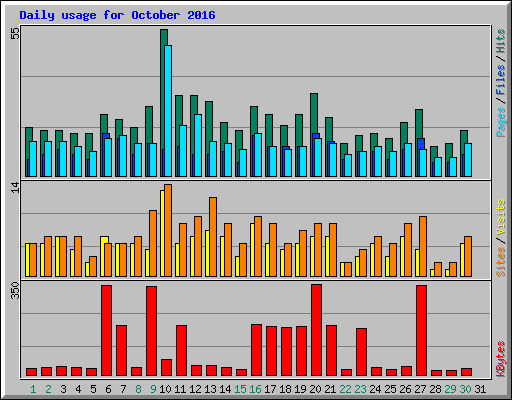 Daily usage for October 2016
55
Pages / Files / Hits
14
Sites / Visits
350
KBytes
1 2 3 4 5 6 7 8 9 10 11 12 13 14 15 16 17 18 19 20 21 22 23 24 25 26 27 28 29 30 31